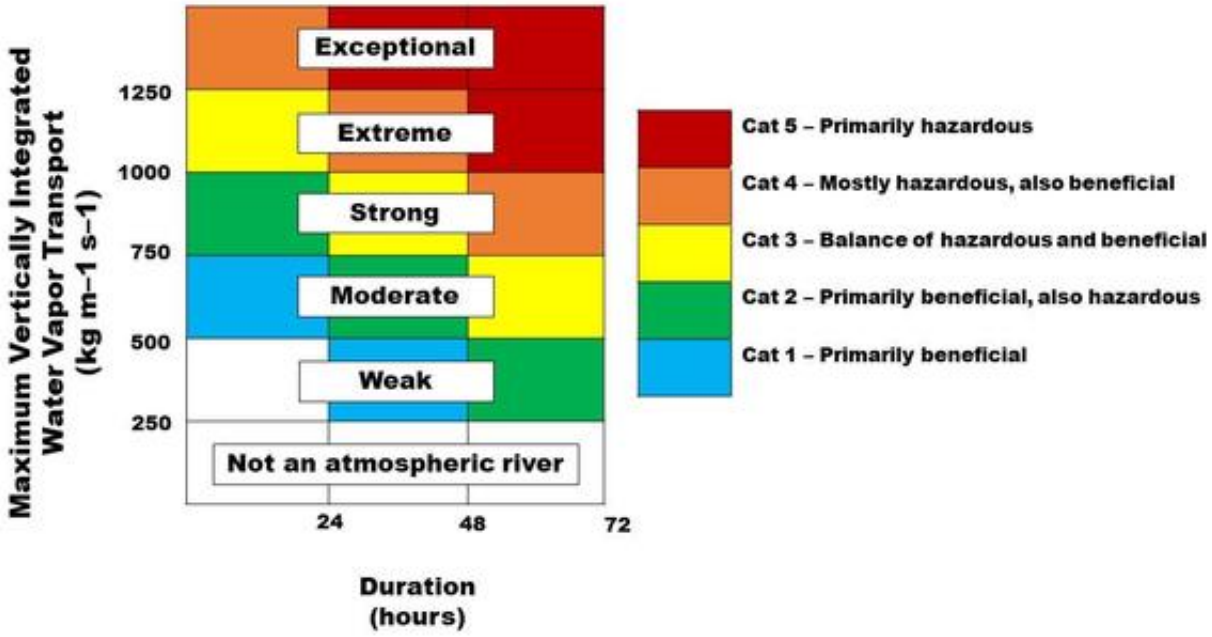 Maximum Vertically Integrated
Water Vapor Transport
(kg m–1 s–1)
Exceptional
1250
Extreme
1000
Strong
750
Moderate
500
Weak
250
Not an atmospheric river
24
48
72
Duration
(hours)
Cat 5 – Primarily hazardous
Cat 4 – Mostly hazardous, also beneficial
Cat 3 – Balance of hazardous and beneficial
Cat 2 – Primarily beneficial, also hazardous
Cat 1 – Primarily beneficial